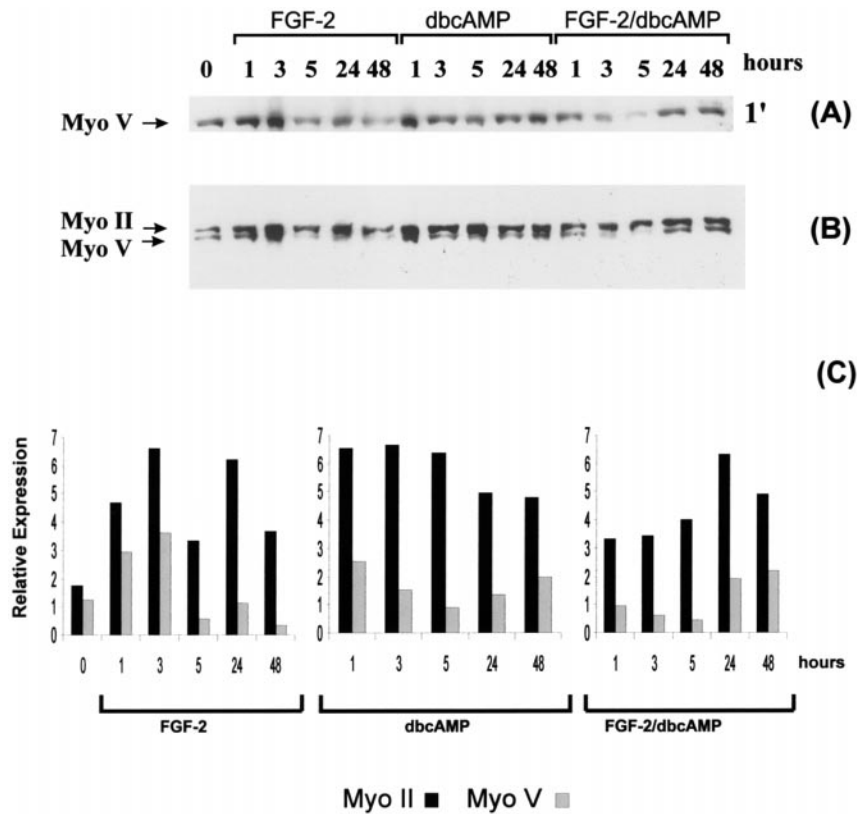 FGF-2 dbcAMP FGF-2/dbcAMP
0 1 3 5 24 48 1 3 5 24 48 1 3 5 24 48 hours
Myo V → 1' (A)
Myo II →
Myo V → (B)
(C)
Relative Expression
7 6 5 4 3 2 1 0
0 1 3 5 24 48
FGF-2
7 6 5 4 3 2 1 0
1 3 5 24 48
dbcAMP
7 6 5 4 3 2 1 0
1 3 5 24 48 hours
FGF-2/dbcAMP
Myo II Myo V